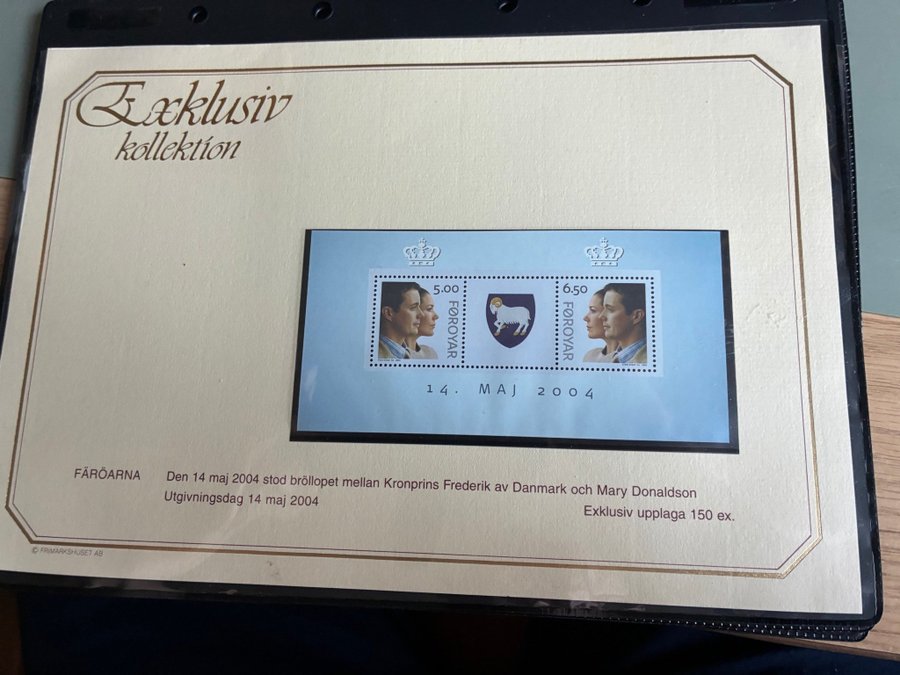 Exklusiv
kollektion
5.00
FØROYAR
6.50
FØROYAR
14. MAJ 2004
FÄRÖARNA
Den 14 maj 2004 stod bröllopet mellan Kronprins Frederik av Danmark och Mary Donaldson
Utgivningsdag 14 maj 2004
Exklusiv upplaga 150 ex.
© FRIMÄRKSHUSET AB